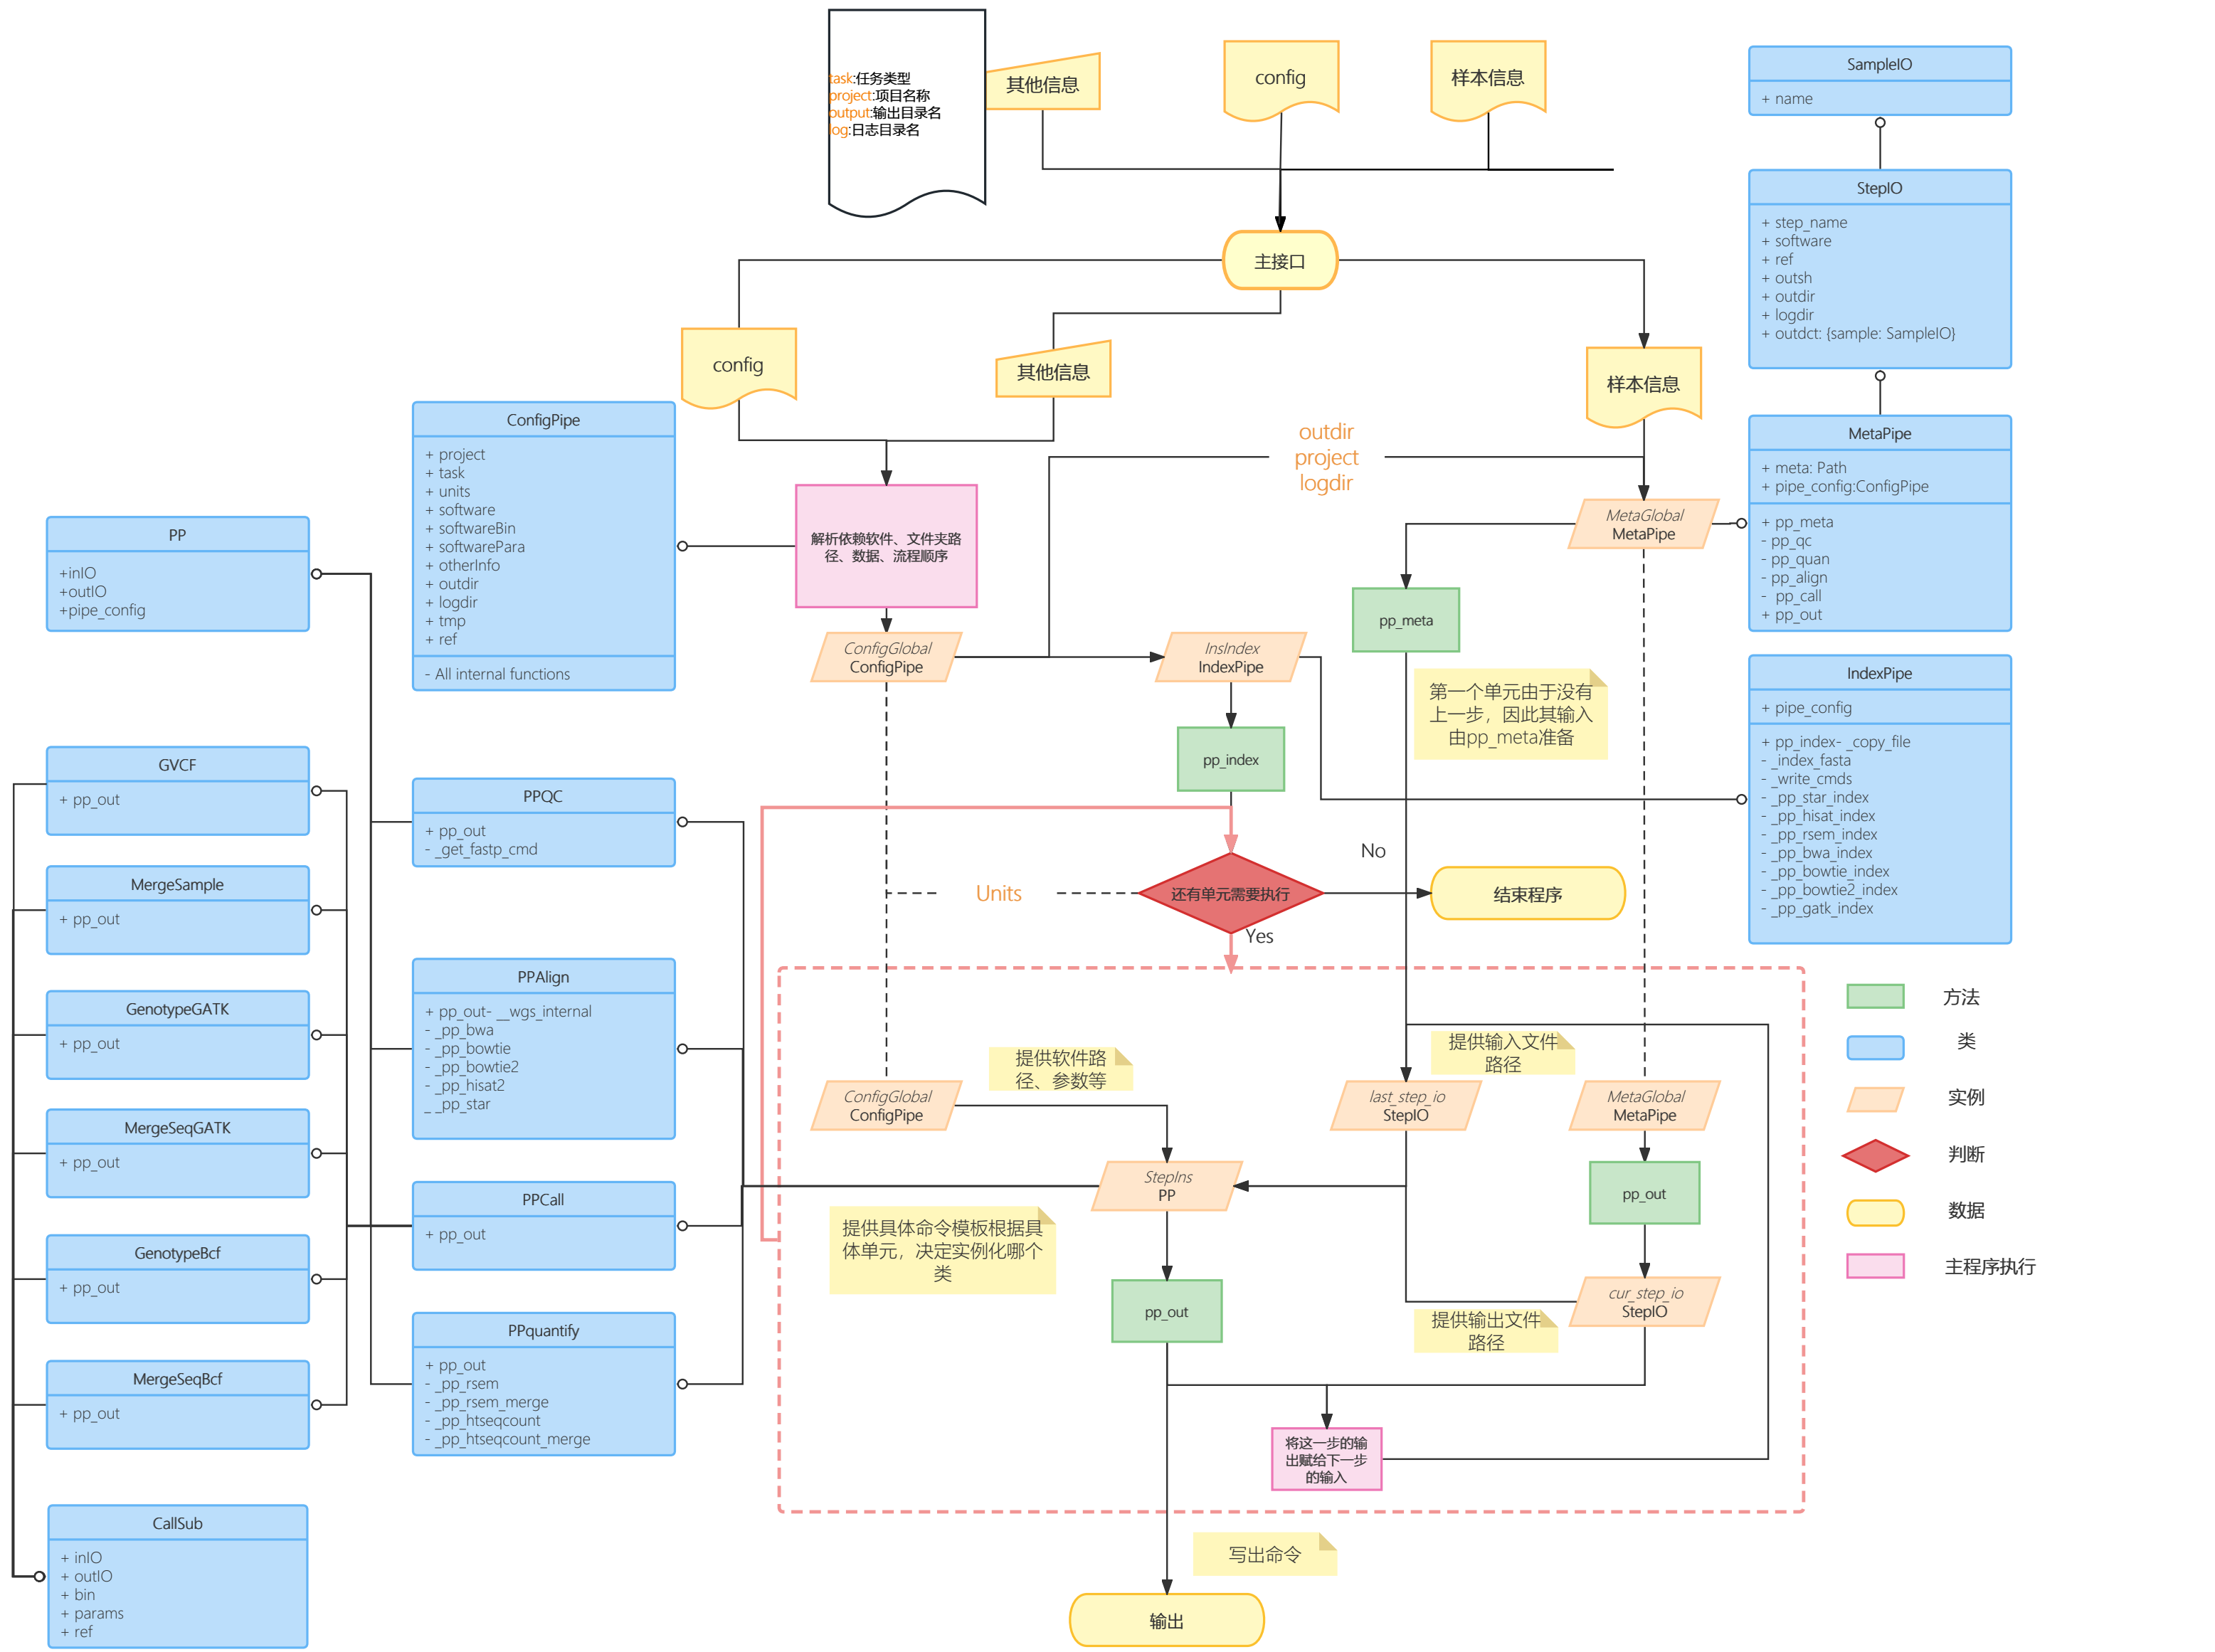 task:任务类型
project:项目名称
output:输出目录名
log:日志目录名
其他信息
config
样本信息
SampleIO
+ name
StepIO
+ step_name
+ software
+ ref
+ outsh
+ outdir
+ logdir
+ outdct: {sample: SampleIO}
主接口
config
其他信息
样本信息
ConfigPipe
+ project
+ task
+ units
+ software
+ softwareBin
+ softwarePara
+ otherInfo
+ outdir
+ logdir
+ tmp
+ ref
- All internal functions
outdir
project
logdir
MetaPipe
+ meta: Path
+ pipe_config:ConfigPipe
+ pp_meta
- pp_qc
- pp_quan
- pp_align
- pp_call
+ pp_out
PP
+inIO
+outIO
+pipe_config
解析依赖软件、文件夹路
径、数据、流程顺序
MetaGlobal
MetaPipe
pp_meta
ConfigGlobal
ConfigPipe
InsIndex
IndexPipe
IndexPipe
+ pipe_config
+ pp_index- _copy_file
- _index_fasta
- _write_cmds
- _pp_star_index
- _pp_hisat_index
- _pp_rsem_index
- _pp_bwa_index
- _pp_bowtie_index
- _pp_bowtie2_index
- _pp_gatk_index
第一个单元由于没有
上一步，因此其输入
由pp_meta准备
pp_index
GVCF
+ pp_out
PPQC
+ pp_out
- _get_fastp_cmd
MergeSample
+ pp_out
Units
还有单元需要执行
No
Yes
结束程序
PPAlign
+ pp_out- __wgs_internal
- _pp_bwa
- _pp_bowtie
- _pp_bowtie2
- _pp_hisat2
_ _pp_star
GenotypeGATK
+ pp_out
方法
类
实例
判断
数据
主程序执行
提供软件路
径、参数等
提供输入文件
路径
ConfigGlobal
ConfigPipe
last_step_io
StepIO
MetaGlobal
MetaPipe
MergeSeqGATK
+ pp_out
PPCall
+ pp_out
StepIns
PP
pp_out
提供具体命令模板根据具
体单元，决定实例化哪个
类
GenotypeBcf
+ pp_out
pp_out
cur_step_io
StepIO
提供输出文件
路径
PPquantify
+ pp_out
- _pp_rsem
- _pp_rsem_merge
- _pp_htseqcount
- _pp_htseqcount_merge
MergeSeqBcf
+ pp_out
将这一步的输
出赋给下一步
的输入
CallSub
+ inIO
+ outIO
+ bin
+ params
+ ref
写出命令
输出